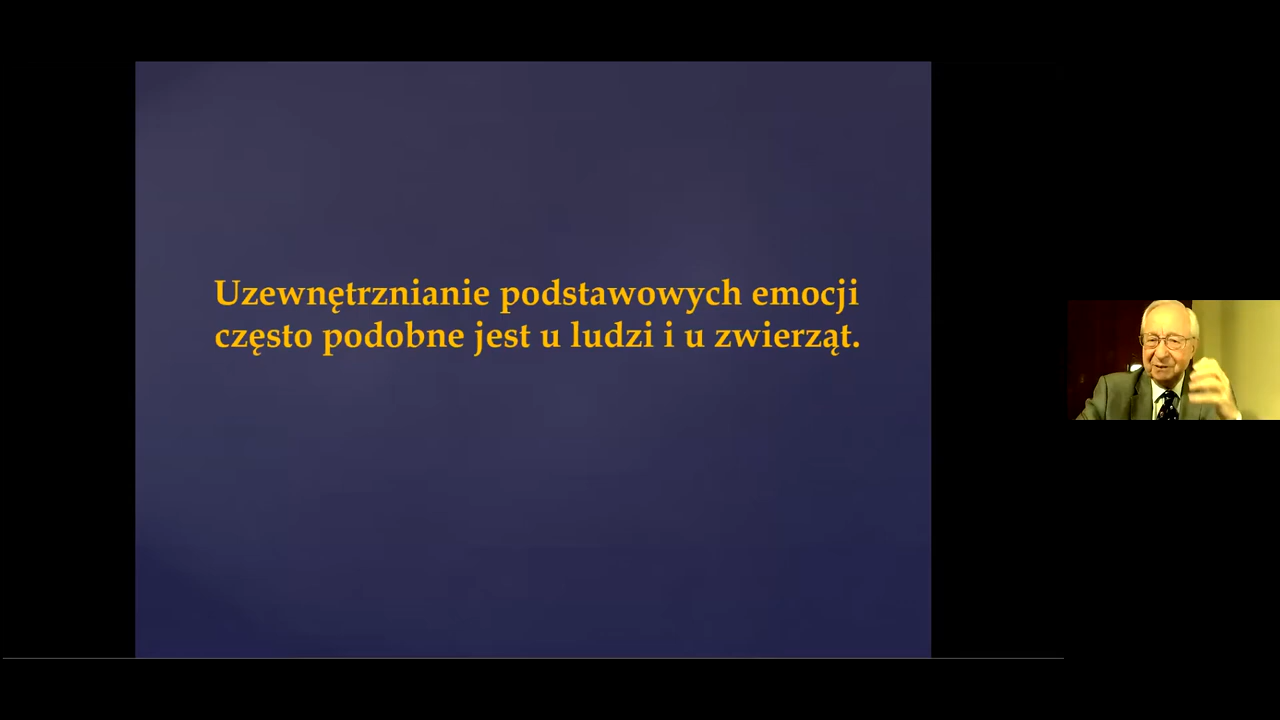 Uzewnętrznianie podstawowych emocji
często podobne jest u ludzi i u zwierząt.